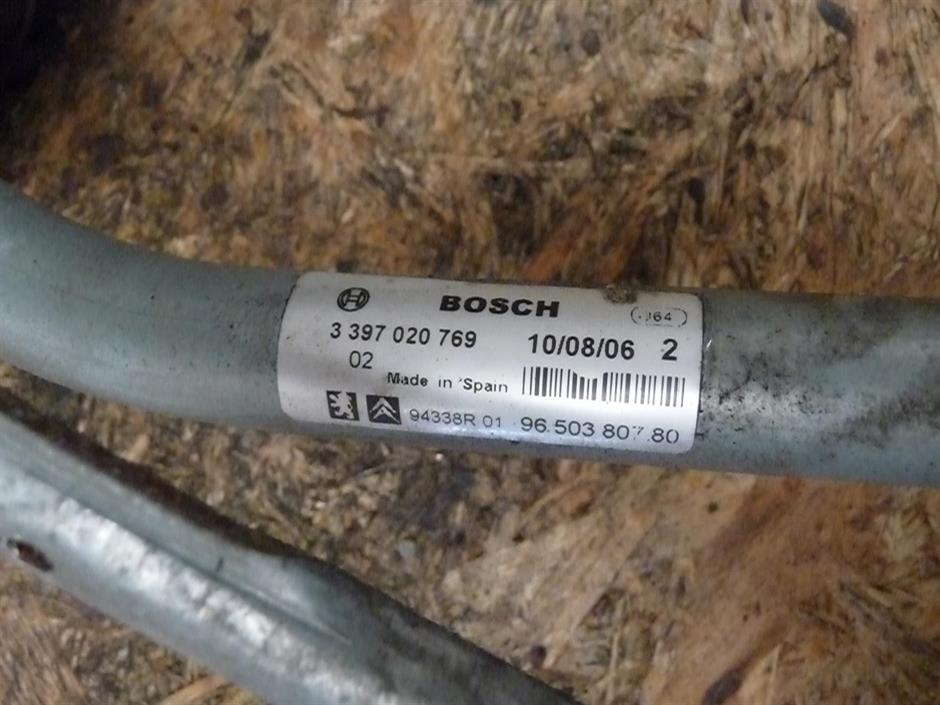 BOSCH
3 397 020 769
02
10/08/06 2
Made in Spain
94338R 01 96.503 807.80